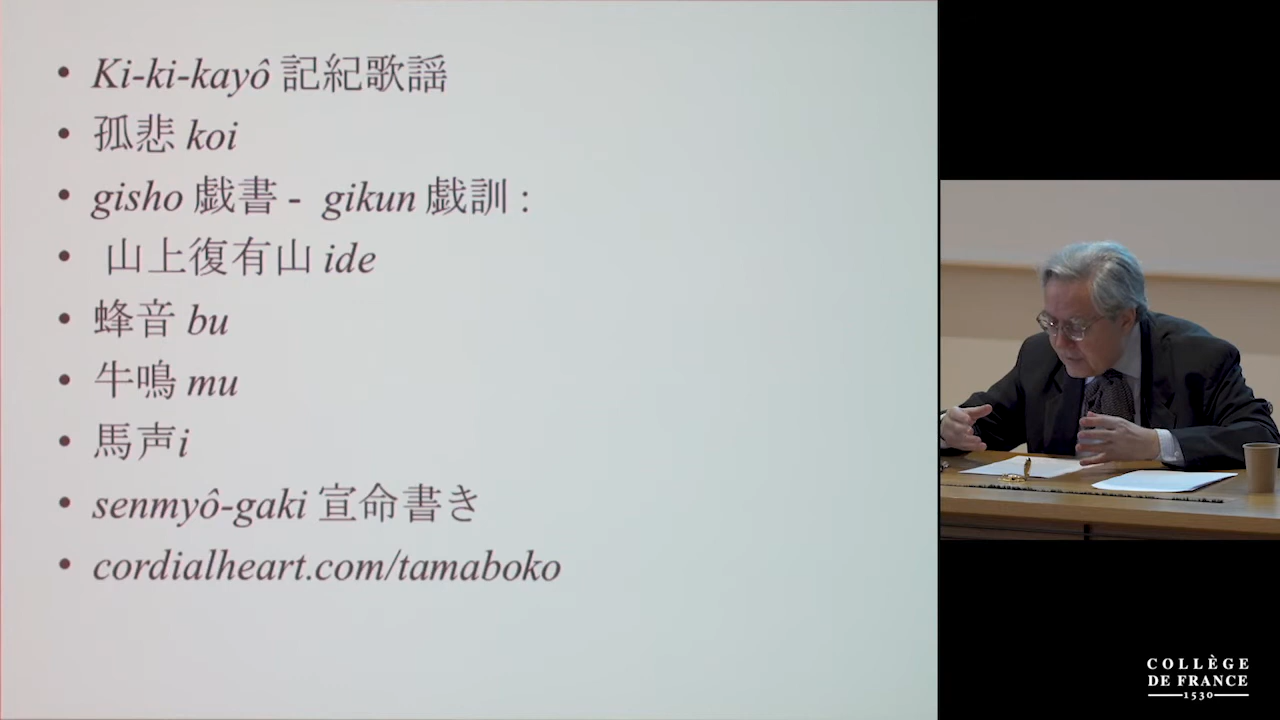 • Ki-ki-kayô 記紀歌謡
• 孤悲 koi
• gisho 戯書 - gikun 戯訓 :
• 山上復有山 ide
• 蜂音 bu
• 牛鳴 mu
• 馬声 i
• senmyô-gaki 宣命書き
• cordialheart.com/tamaboko
COLLÈGE
DE FRANCE
1530